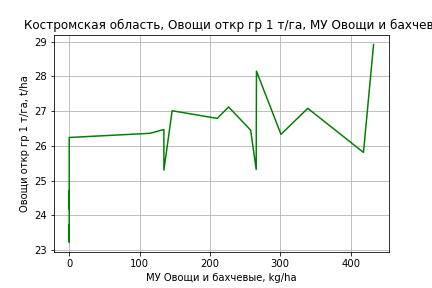 Костромская область, Овощи откр гр 1 т/га, МУ Овощи и бахчев
29
28
27
26
25
24
23
Овощи откр гр 1 т/га, t/ha
0 100 200 300 400
МУ Овощи и бахчевые, kg/ha